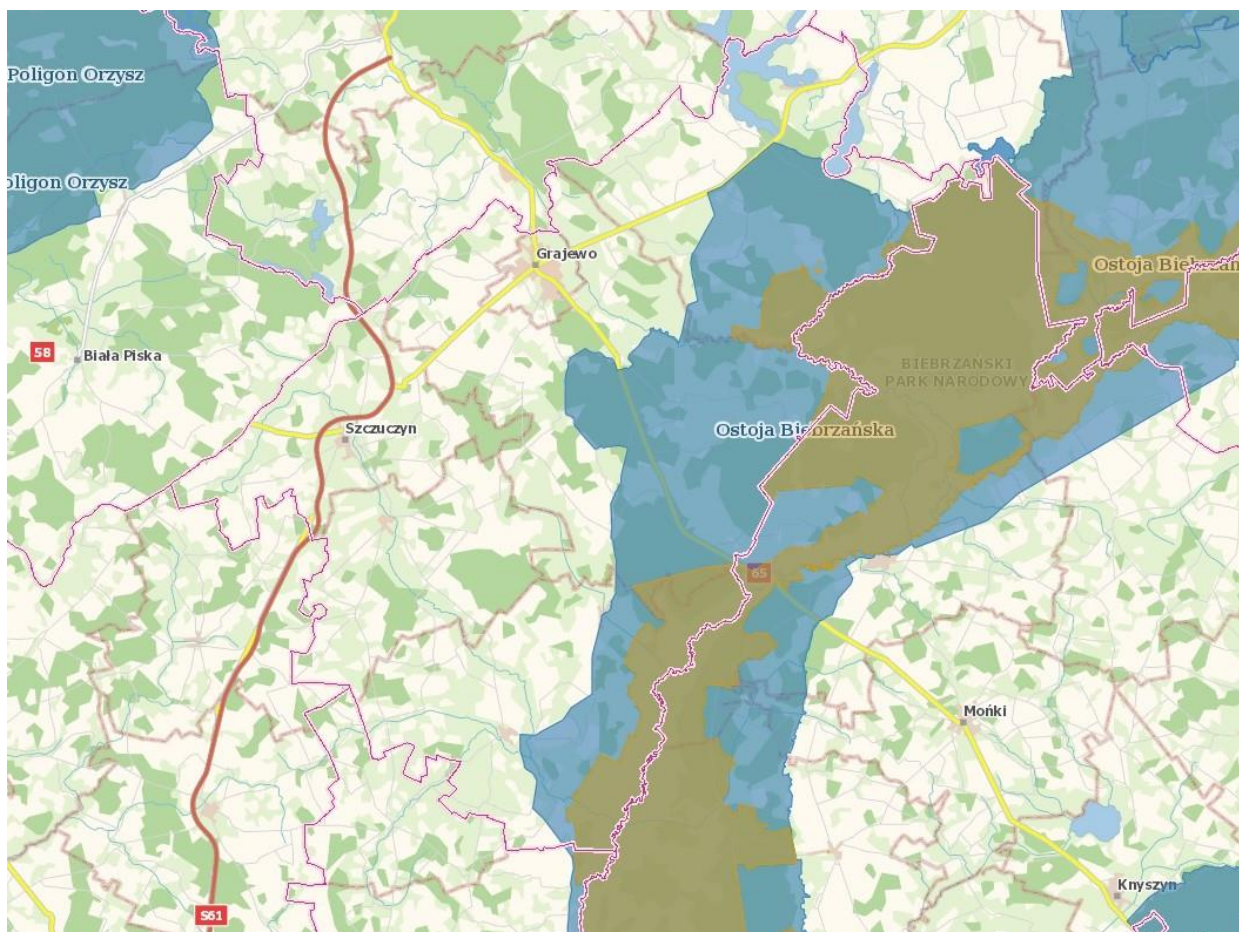 Poligon Orzysz
oligon Orzysz
Grajewo
Ostoja Biebrzań
58
Biała Piska
BIEBRZAŃSKI
PARK NARODOWY
Ostoja Biebrzańska
Szczuczyn
65
Mońki
Knyszyn
S61